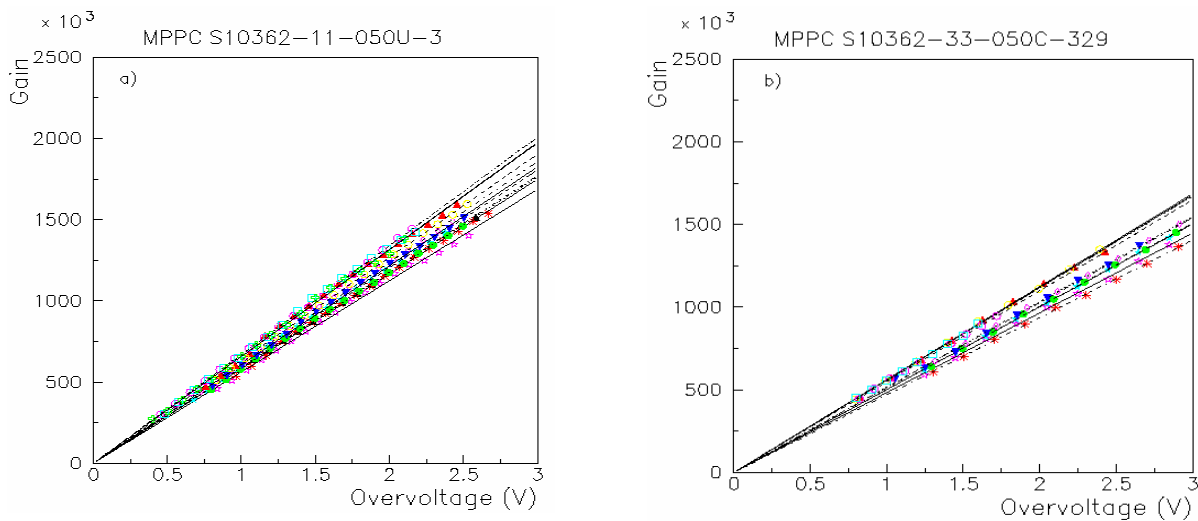 × 10³
MPPC S10362-11-050U-3
Gain
a)
2500
2000
1500
1000
500
0
0 0.5 1 1.5 2 2.5 3
Overvoltage (V)
× 10³
MPPC S10362-33-050C-329
Gain
b)
2500
2000
1500
1000
500
0
0 0.5 1 1.5 2 2.5 3
Overvoltage (V)